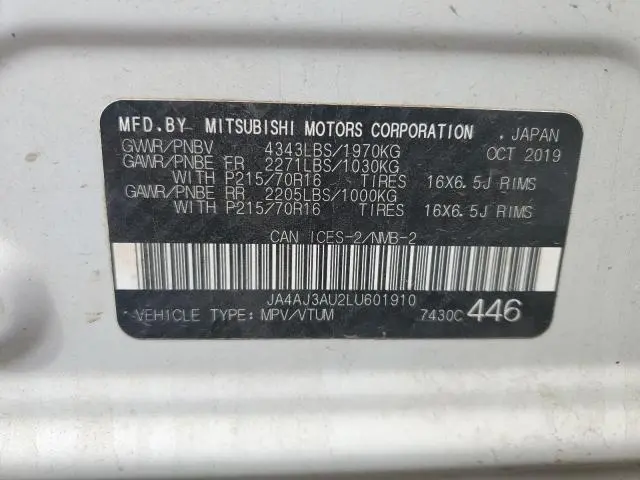 MFD.BY MITSUBISHI MOTORS CORPORATION , JAPAN
GVWR/PNBV 4343LBS/1970KG OCT 2019
GAWR/PNBE FR 2271LBS/1030KG
WITH P215/70R16 TIRES 16X6.5J RIMS
GAWR/PNBE RR 2205LBS/1000KG
WITH P215/70R16 TIRES 16X6.5J RIMS
CAN ICES-2/NMB-2
JA4AJ3AU2LU601910
VEHICLE TYPE:MPV/VTUM 7430C 446